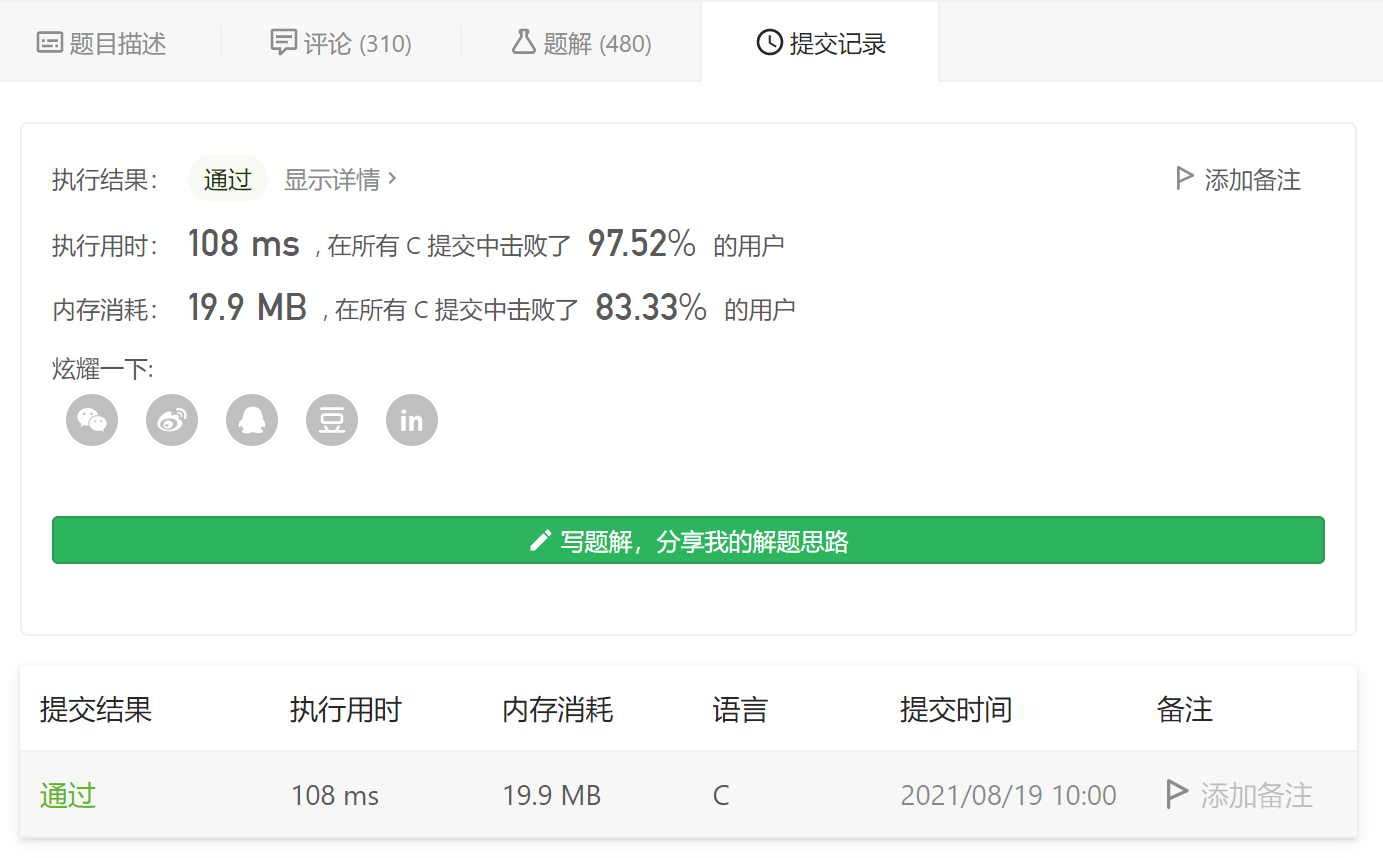 题目描述 评论 (310) 题解 (480) 提交记录
执行结果： 通过 显示详情 > 添加备注
执行用时： 108 ms , 在所有 C 提交中击败了 97.52% 的用户
内存消耗： 19.9 MB , 在所有 C 提交中击败了 83.33% 的用户
炫耀一下:
豆 in
写题解，分享我的解题思路
提交结果 执行用时 内存消耗 语言 提交时间 备注
通过 108 ms 19.9 MB C 2021/08/19 10:00 添加备注